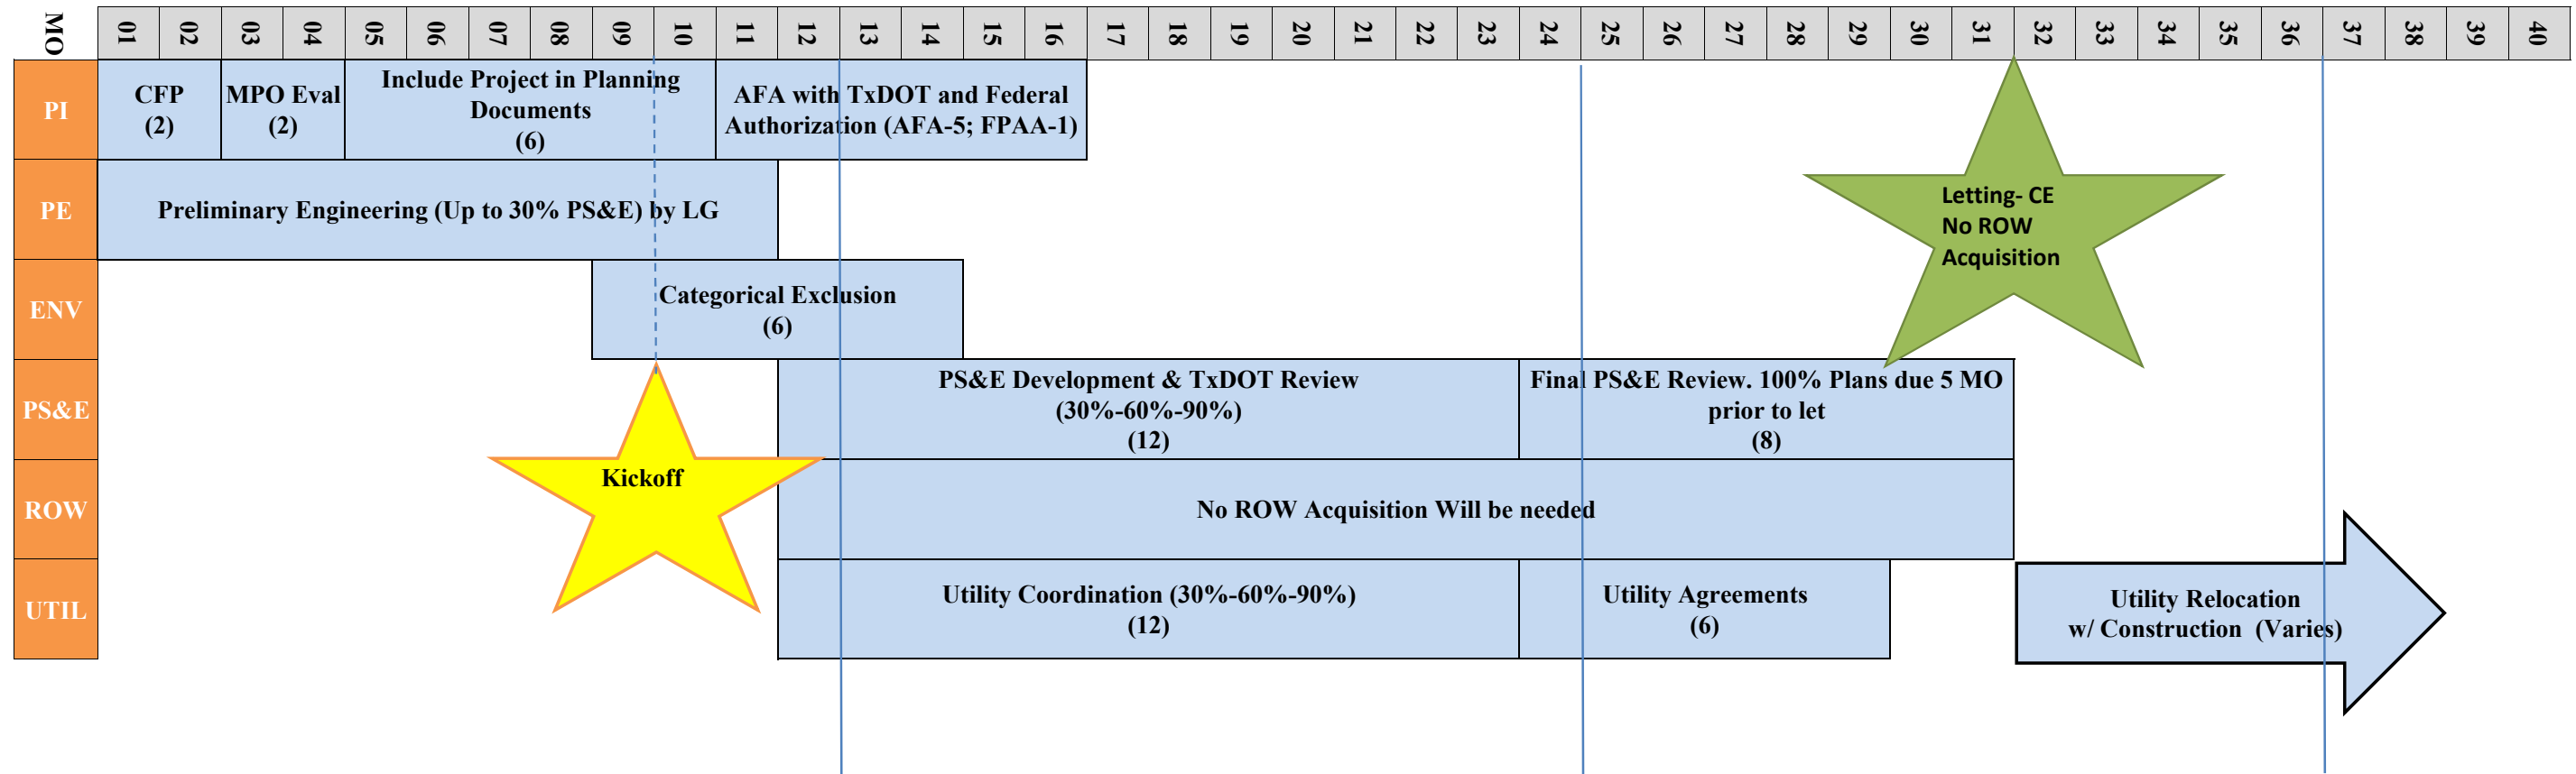 MO 01 02 03 04 05 06 07 08 09 10 11 12 13 14 15 16 17 18 19 20 21 22 23 24 25 26 27 28 29 30 31 32 33 34 35 36 37 38 39 40
PI
CFP
(2)
MPO Eval
(2)
Include Project in Planning
Documents
(6)
AFA with TxDOT and Federal
Authorization (AFA-5; FPAA-1)
PE
Preliminary Engineering (Up to 30% PS&E) by LG
Letting- CE
No ROW
Acquisition
ENV
Categorical Exclusion
(6)
PS&E
PS&E Development & TxDOT Review
(30%-60%-90%)
(12)
Final PS&E Review. 100% Plans due 5 MO
prior to let
(8)
Kickoff
ROW
No ROW Acquisition Will be needed
UTIL
Utility Coordination (30%-60%-90%)
(12)
Utility Agreements
(6)
Utility Relocation
w/ Construction (Varies)